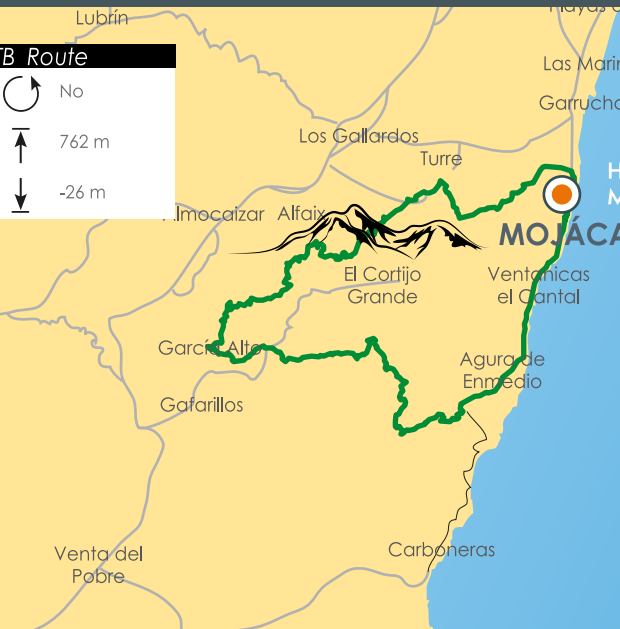 Lubrín
TB Route
No
762 m
-26 m
Las Marin
Garrucha
Los Gallardos
Turre
H
M
Almocaizar
Alfaix
MOJÁCA
El Cortijo
Grande
Ventanicas
el Cantal
García Alto
Agura de
Enmedio
Gafarillos
Carboneras
Venta del
Pobre